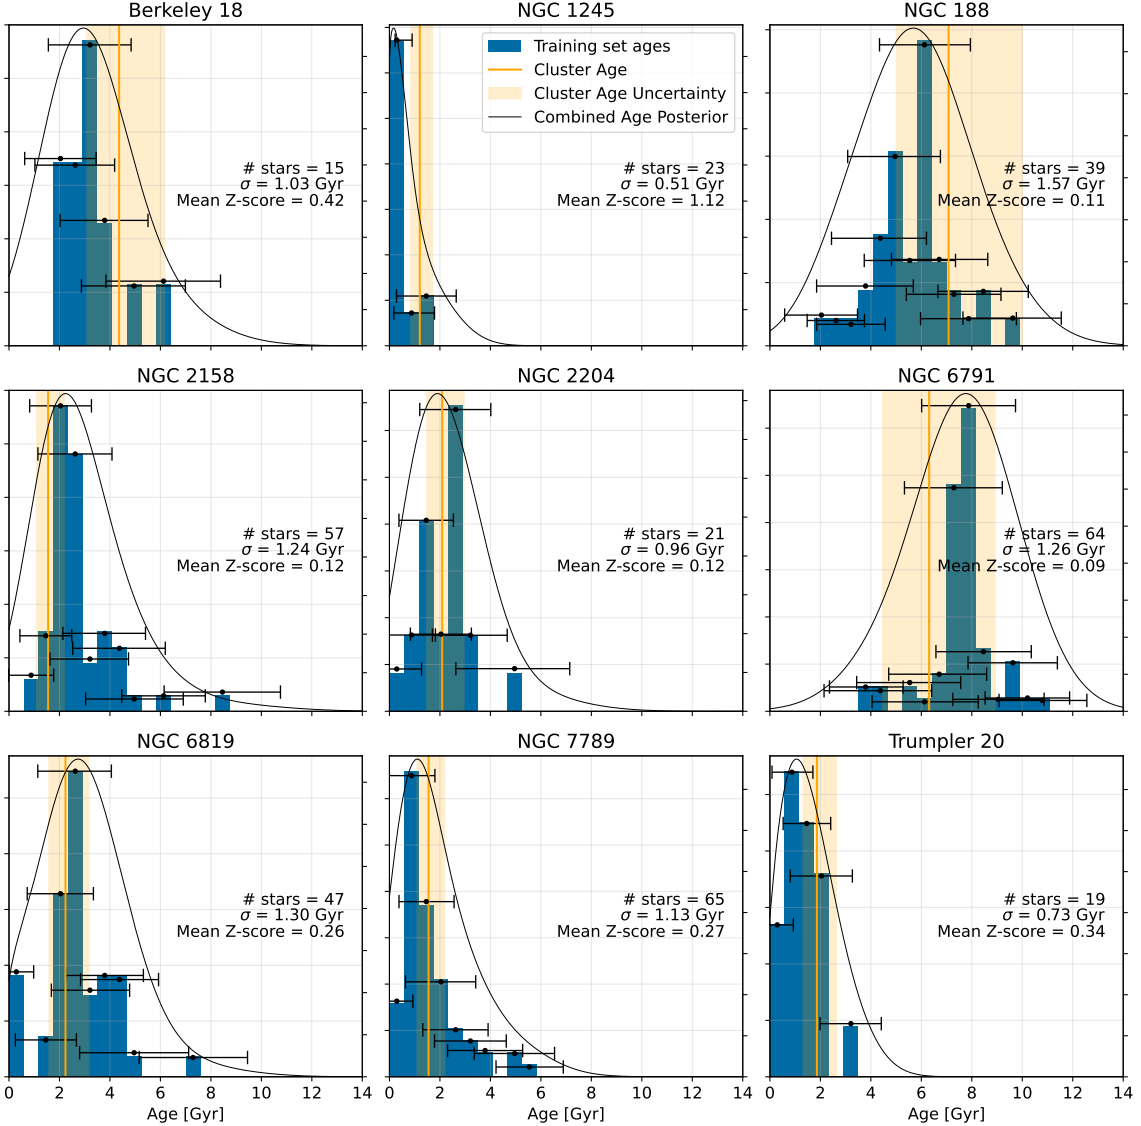 Berkeley 18
# stars = 15
σ = 1.03 Gyr
Mean Z-score = 0.42
NGC 1245
Training set ages
Cluster Age
Cluster Age Uncertainty
Combined Age Posterior
# stars = 23
σ = 0.51 Gyr
Mean Z-score = 1.12
NGC 188
# stars = 39
σ = 1.57 Gyr
Mean Z-score = 0.11
NGC 2158
# stars = 57
σ = 1.24 Gyr
Mean Z-score = 0.12
NGC 2204
# stars = 21
σ = 0.96 Gyr
Mean Z-score = 0.12
NGC 6791
# stars = 64
σ = 1.26 Gyr
Mean Z-score = 0.09
NGC 6819
# stars = 47
σ = 1.30 Gyr
Mean Z-score = 0.26
0 2 4 6 8 10 12 14
Age [Gyr]
NGC 7789
# stars = 65
σ = 1.13 Gyr
Mean Z-score = 0.27
0 2 4 6 8 10 12 14
Age [Gyr]
Trumpler 20
# stars = 19
σ = 0.73 Gyr
Mean Z-score = 0.34
0 2 4 6 8 10 12 14
Age [Gyr]